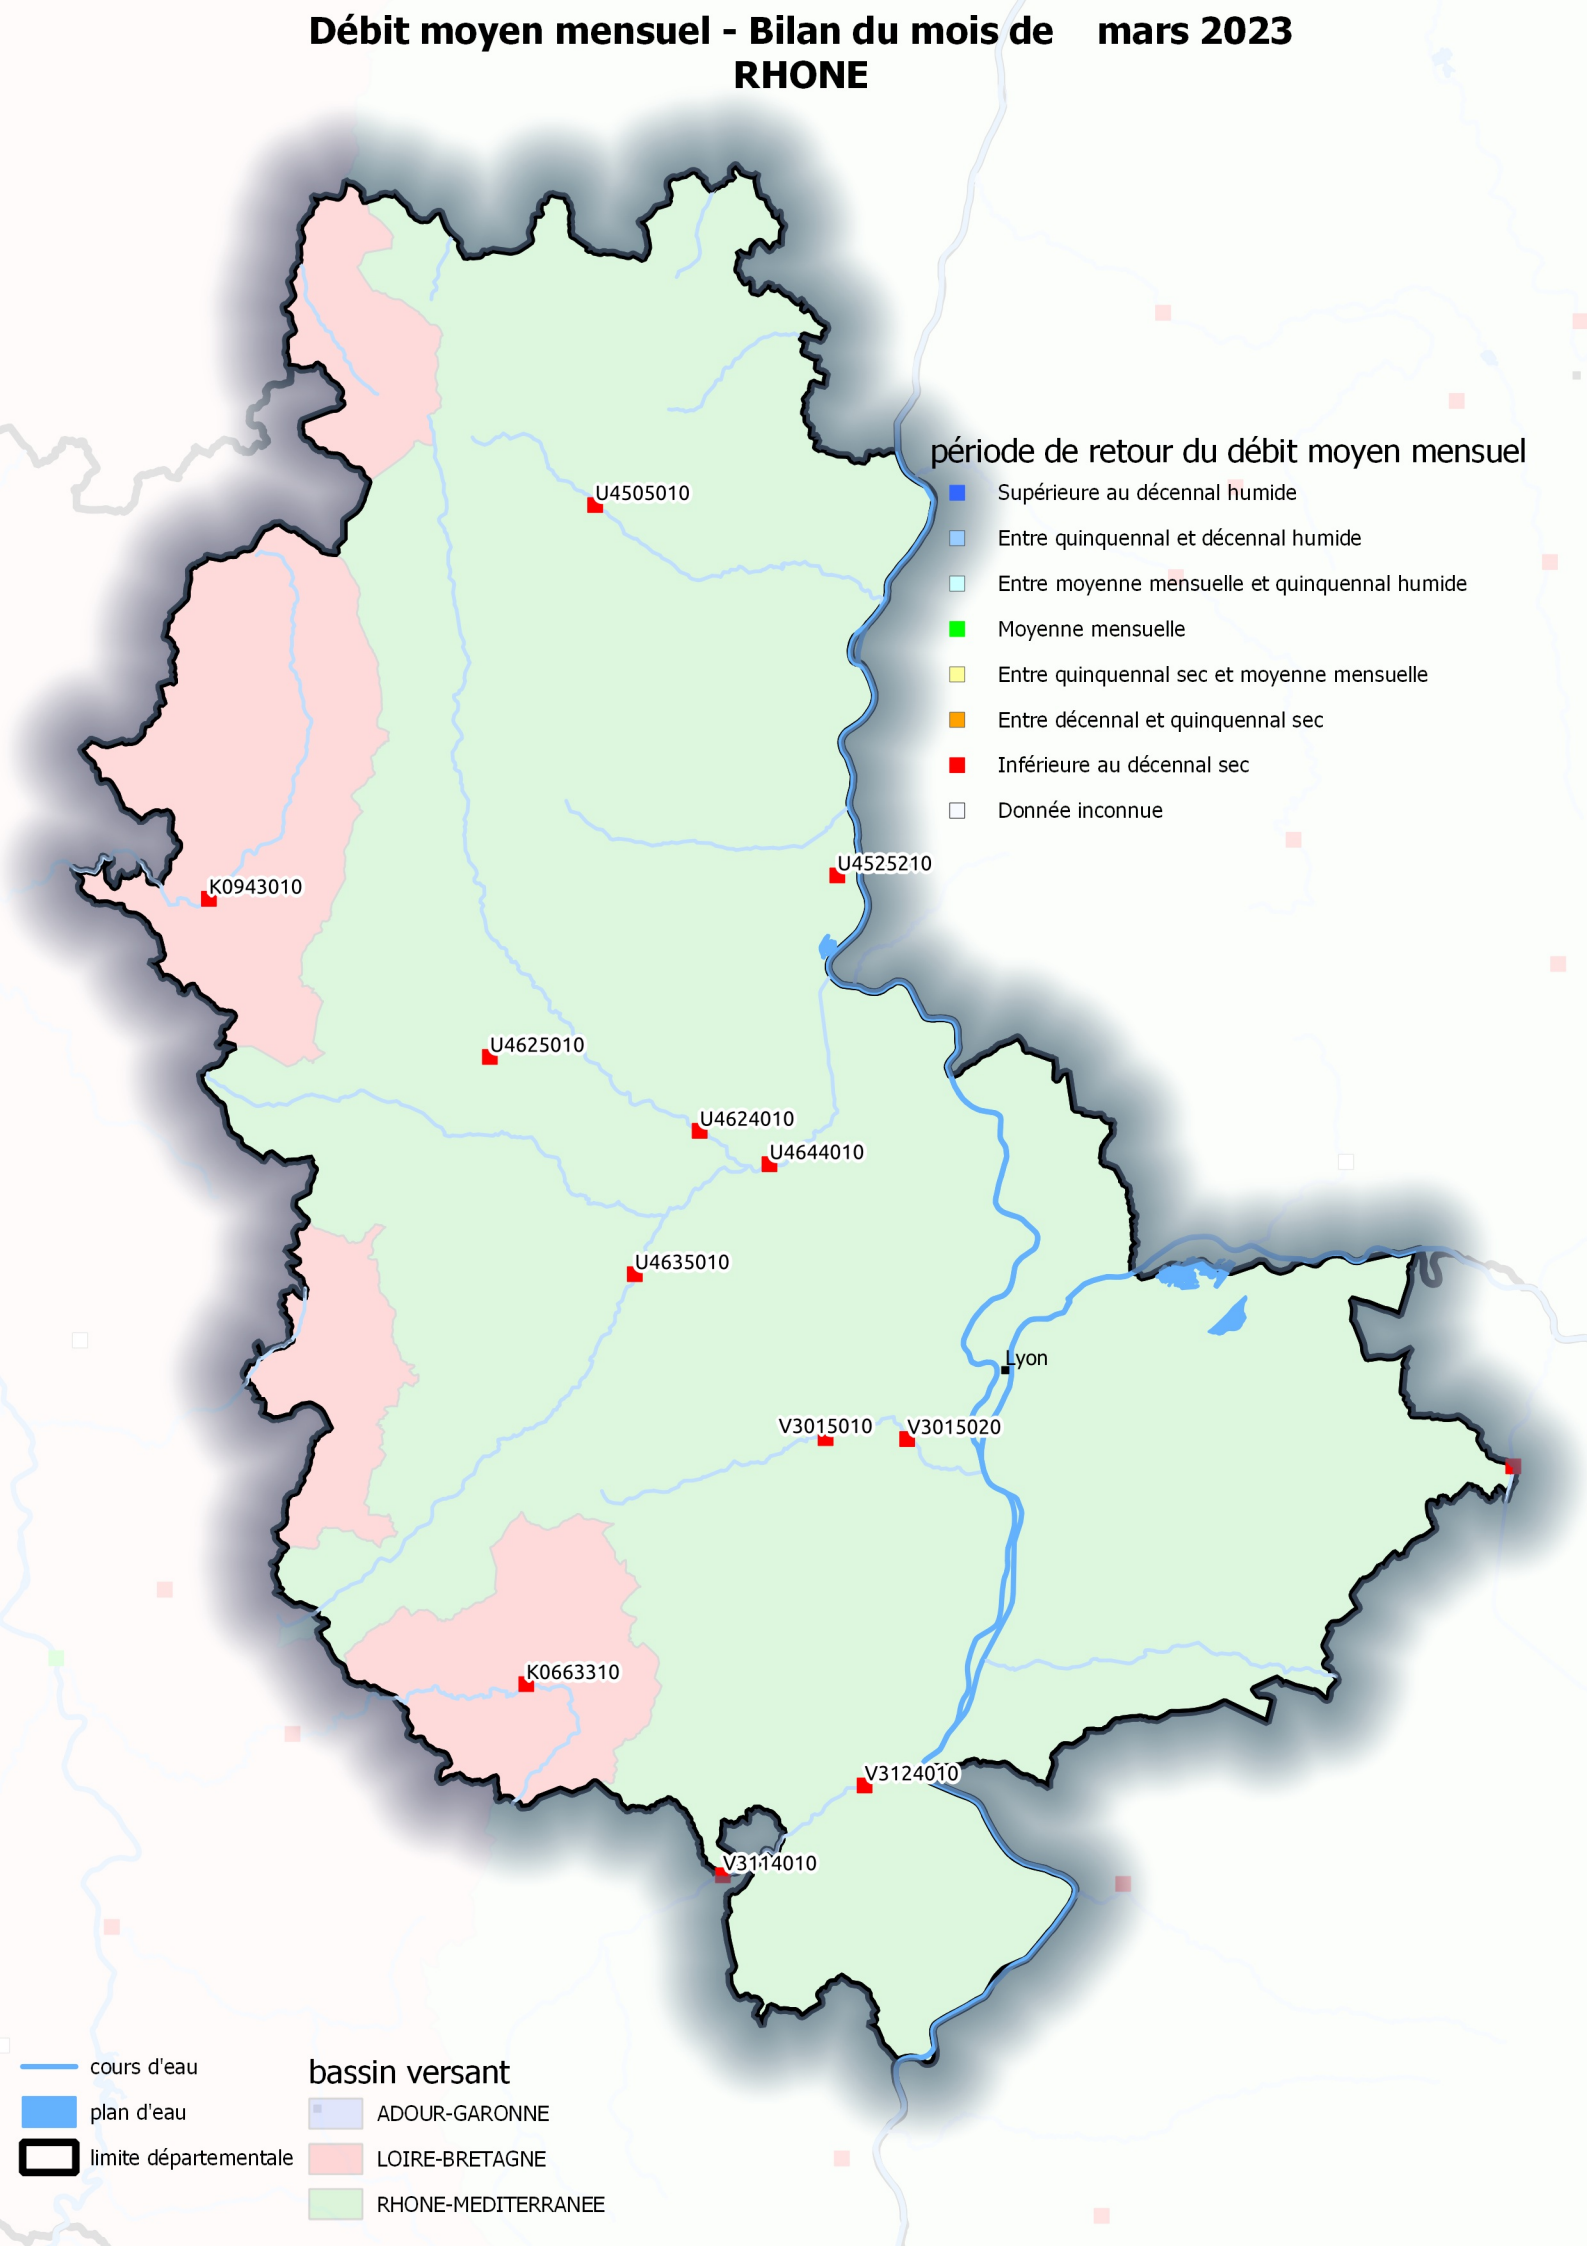 Débit moyen mensuel - Bilan du mois de mars 2023
RHONE
période de retour du débit moyen mensuel
Supérieure au décennal humide
Entre quinquennal et décennal humide
Entre moyenne mensuelle et quinquennal humide
Moyenne mensuelle
Entre quinquennal sec et moyenne mensuelle
Entre décennal et quinquennal sec
Inférieure au décennal sec
Donnée inconnue
U4505010
U4525210
K0943010
U4625010
U4624010
U4644010
U4635010
Lyon
V3015010
V3015020
K0663310
V3124010
V3114010
cours d'eau
plan d'eau
limite départementale
bassin versant
ADOUR-GARONNE
LOIRE-BRETAGNE
RHONE-MEDITERRANEE